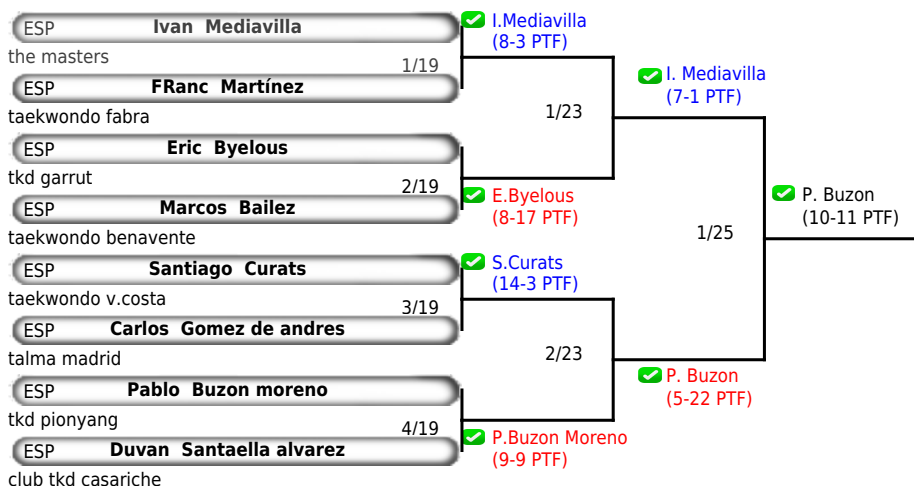 ESP Ivan Mediavilla
the masters
1/19
ESP FRanc Martínez
taekwondo fabra
ESP Eric Byelous
tkd garrut
2/19
ESP Marcos Bailez
taekwondo benavente
ESP Santiago Curats
taekwondo v.costa
3/19
ESP Carlos Gomez de andres
talma madrid
ESP Pablo Buzon moreno
tkd pionyang
4/19
ESP Duvan Santaella alvarez
club tkd casariche
I.Mediavilla
(8-3 PTF)
1/23
E.Byelous
(8-17 PTF)
S.Curats
(14-3 PTF)
2/23
P.Buzon Moreno
(9-9 PTF)
I. Mediavilla
(7-1 PTF)
1/25
P. Buzon
(5-22 PTF)
P. Buzon
(10-11 PTF)